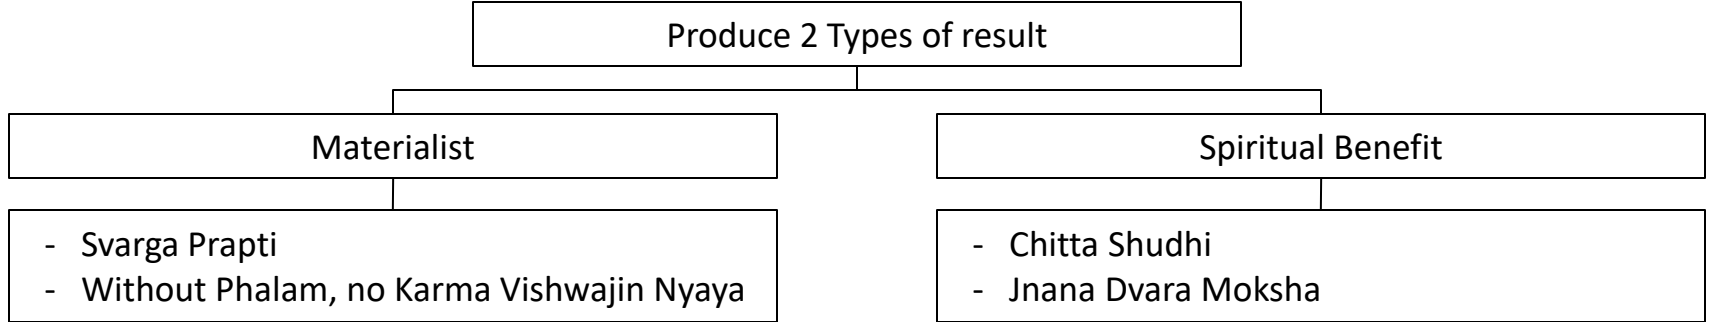 Produce 2 Types of result
Materialist
Spiritual Benefit
- Svarga Prapti
- Without Phalam, no Karma Vishwajin Nyaya
- Chitta Shudhi
- Jnana Dvara Moksha